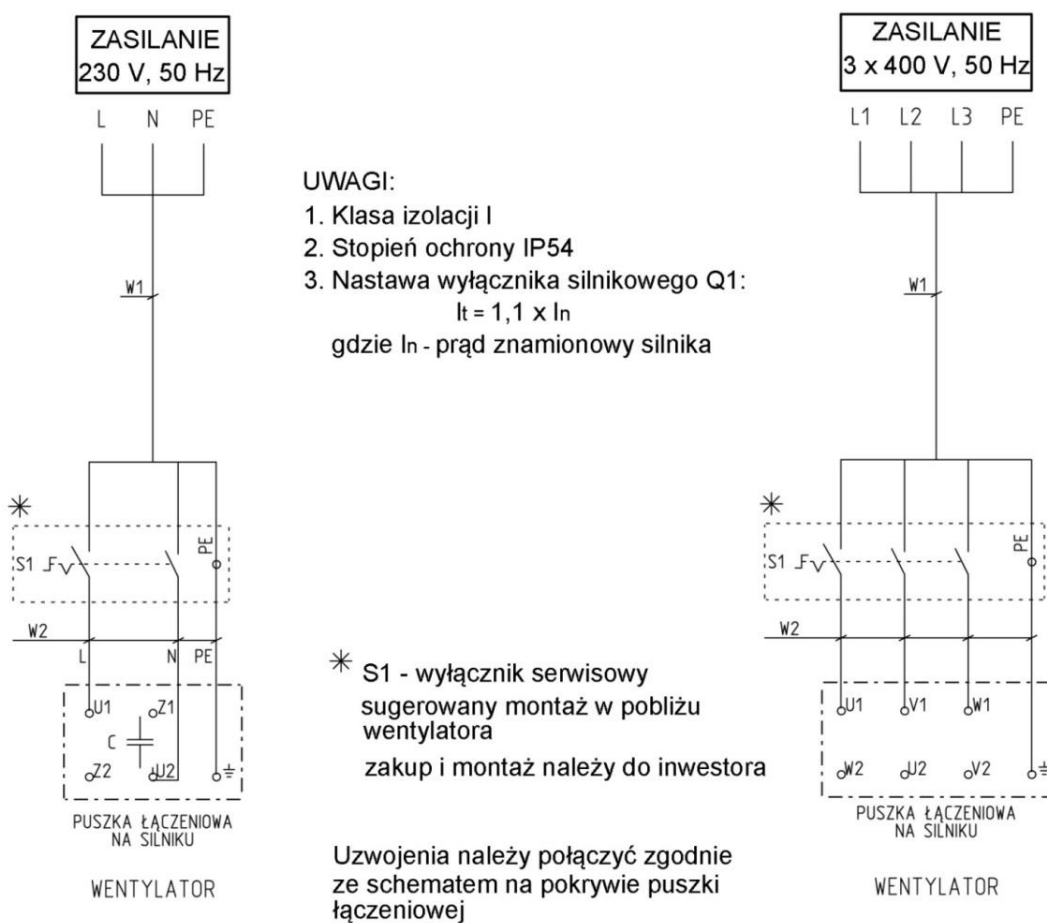 ZASILANIE
230 V, 50 Hz
L N PE
W1
S1
PE
W2
L N PE
U1 Z1
C
Z2 U2
PUSZKA ŁĄCZENIOWA
NA SILNIKU
WENTYLATOR
UWAGI:
1. Klasa izolacji I
2. Stopień ochrony IP54
3. Nastawa wyłącznika silnikowego Q1:
It = 1,1 x In
gdzie In - prąd znamionowy silnika
* S1 - wyłącznik serwisowy
sugerowany montaż w pobliżu
wentylatora
zakup i montaż należy do inwestora
Uzwojenia należy połączyć zgodnie
ze schematem na pokrywie puszki
łączeniowej
ZASILANIE
3 x 400 V, 50 Hz
L1 L2 L3 PE
W1
*
S1
PE
W2
U1 V1 W1
W2 U2 V2
PUSZKA ŁĄCZENIOWA
NA SILNIKU
WENTYLATOR